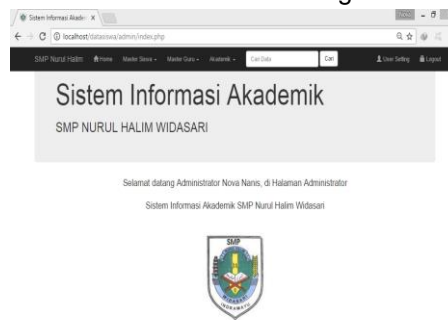 Sistem Informasi Akade X
localhost/datasiswa/admin/index.php
SMP Nurul Halim Home Master Siswa Master Guru Akademik Cari Data Cari User Setting Logout
Sistem Informasi Akademik
SMP NURUL HALIM WIDASARI
Selamat datang Administrator Nova Nanis, di Halaman Administrator
Sistem Informasi Akademik SMP Nurul Halim Widasari
SMP
WIDASARI
INDRAMAYU